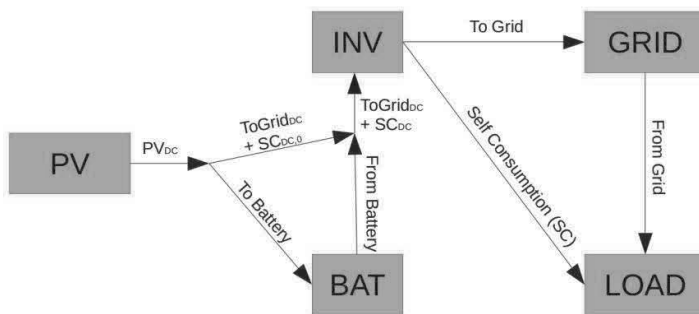 INV
To Grid
GRID
ToGridDC
+ SCDC,0
ToGridDC
+ SCDC
PV
PVDC
To Battery
From Battery
Self Consumption (SC)
From Grid
BAT
LOAD